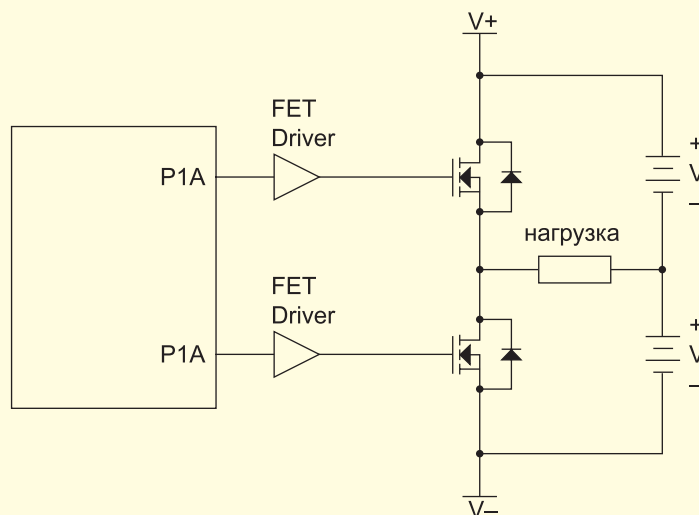 V+
FET
Driver
P1A
+
V
–
нагрузка
FET
Driver
P1A
+
V
–
V–